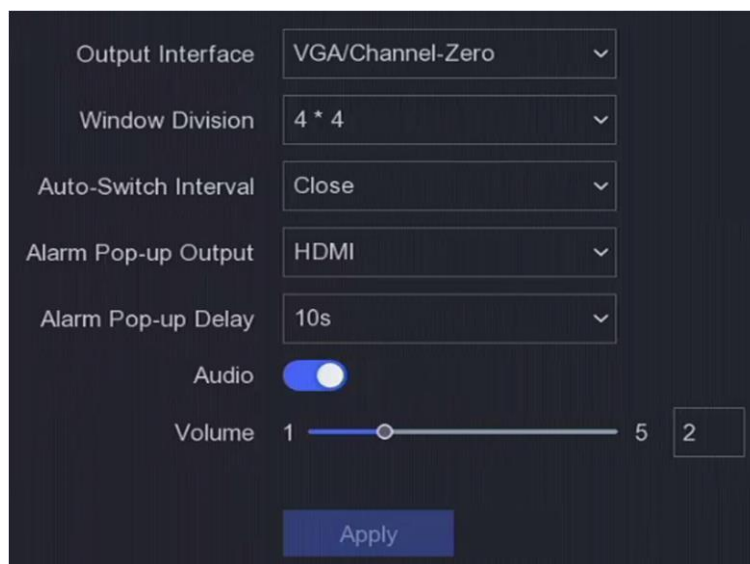 Output Interface VGA/Channel-Zero
Window Division 4 * 4
Auto-Switch Interval Close
Alarm Pop-up Output HDMI
Alarm Pop-up Delay 10s
Audio
Volume 1 5 2
Apply